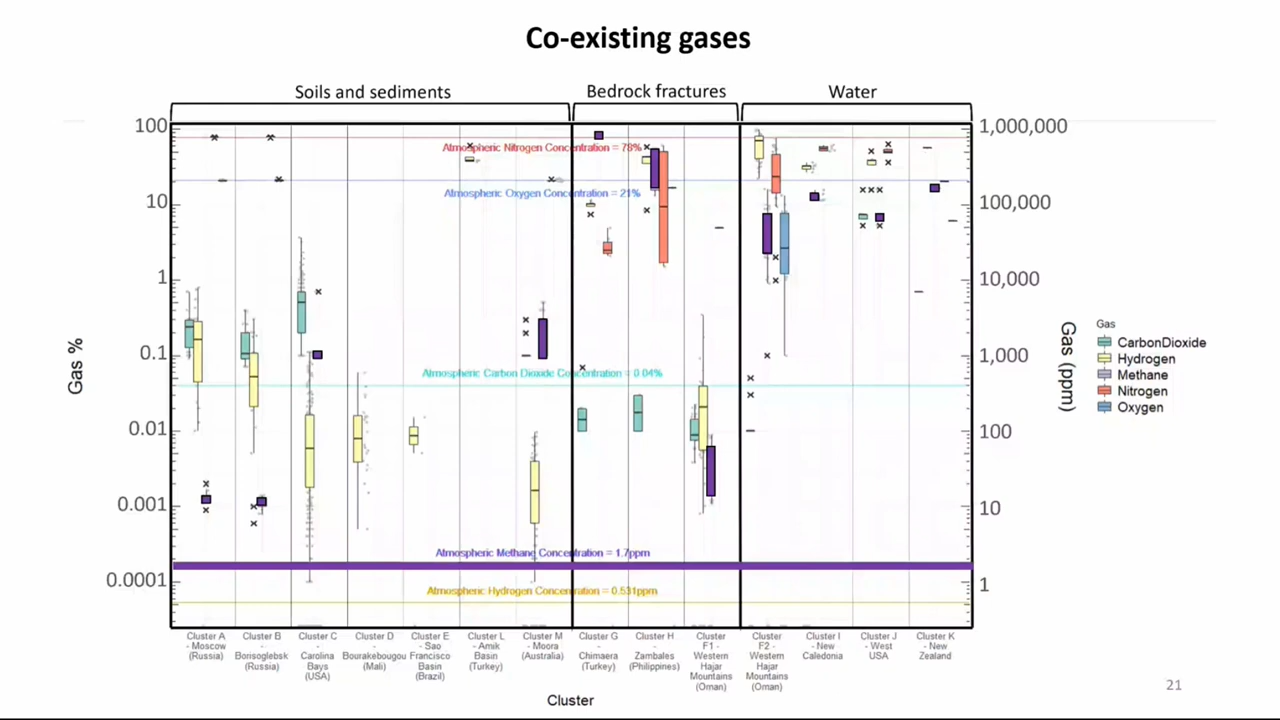 Co-existing gases
Soils and sediments
Bedrock fractures
Water
100
10
1
0.1
0.01
0.001
0.0001
Gas %
Atmospheric Nitrogen Concentration = 78%
Atmospheric Oxygen Concentration = 21%
Atmospheric Carbon Dioxide Concentration = 0.04%
Atmospheric Methane Concentration = 1.7ppm
Atmospheric Hydrogen Concentration = 0.531ppm
1,000,000
100,000
10,000
1,000
100
10
1
Gas (ppm)
Gas
CarbonDioxide
Hydrogen
Methane
Nitrogen
Oxygen
Cluster A
- Moscow
(Russia)
Cluster B
-
Borisoglebsk
(Russia)
Cluster C
-
Carolina
Bays
(USA)
Cluster D
-
Bourakebougou
(Mali)
Cluster E
- Sao
Francisco
Basin
(Brazil)
Cluster L
- Amik
Basin
(Turkey)
Cluster M
- Moora
(Australia)
Cluster G
-
Chimaera
(Turkey)
Cluster H
-
Zambales
(Philippines)
Cluster
F1 -
Western
Hajar
Mountains
(Oman)
Cluster
F2 -
Western
Hajar
Mountains
(Oman)
Cluster I
- New
Caledonia
Cluster J
- West
USA
Cluster K
- New
Zealand
Cluster
21